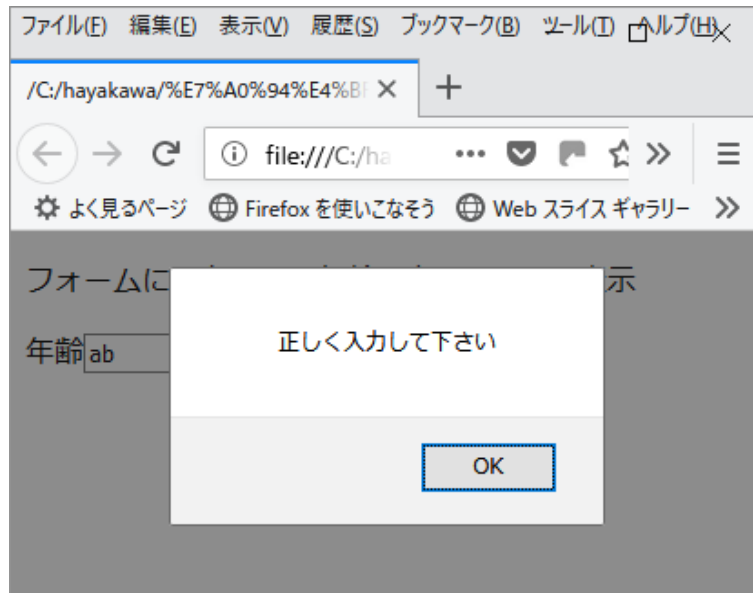 ファイル(F) 編集(E) 表示(V) 履歴(S) ブックマーク(B) ツール(T) ヘルプ(H)
/C:/hayakawa/%E7%A0%94%E4%B
file:///C:/ha
よく見るページ Firefox を使いこなそう Web スライス ギャラリー
フォームに 示
年齢 ab
正しく入力して下さい
OK